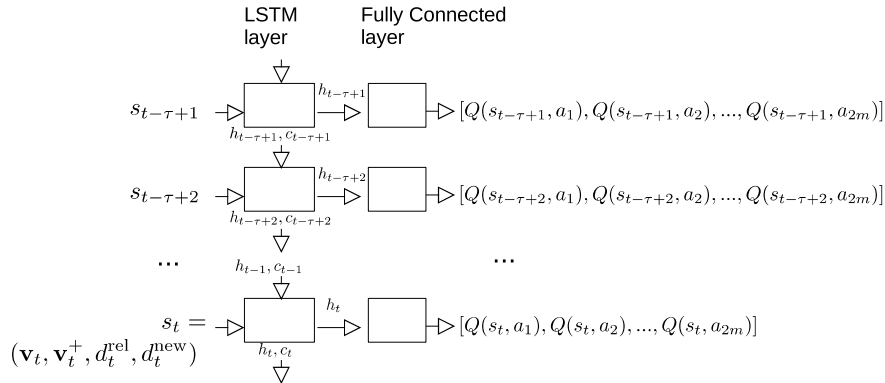 LSTM layer
Fully Connected layer
s_{t-τ+1}
h_{t-τ+1}
[Q(s_{t-τ+1}, a_1), Q(s_{t-τ+1}, a_2), ..., Q(s_{t-τ+1}, a_{2m})]
h_{t-τ+1}, c_{t-τ+1}
s_{t-τ+2}
h_{t-τ+2}
[Q(s_{t-τ+2}, a_1), Q(s_{t-τ+2}, a_2), ..., Q(s_{t-τ+2}, a_{2m})]
h_{t-τ+2}, c_{t-τ+2}
...
...
h_{t-1}, c_{t-1}
s_t =
h_t
[Q(s_t, a_1), Q(s_t, a_2), ..., Q(s_t, a_{2m})]
(v_t, v_t^+, d_t^{rel}, d_t^{new})
h_t, c_t